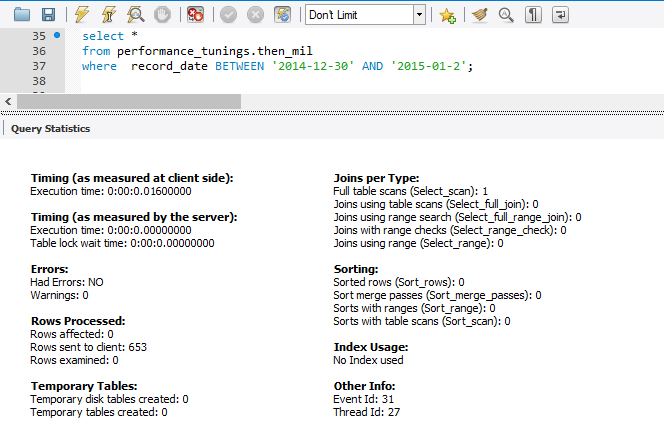 Don't Limit
35 select *
36 from performance_tunings.then_mil
37 where  record_date BETWEEN '2014-12-30' AND '2015-01-2';
38
Query Statistics
Timing (as measured at client side):
Execution time: 0:00:0.01600000
Timing (as measured by the server):
Execution time: 0:00:0.00000000
Table lock wait time: 0:00:0.00000000
Errors:
Had Errors: NO
Warnings: 0
Rows Processed:
Rows affected: 0
Rows sent to client: 653
Rows examined: 0
Temporary Tables:
Temporary disk tables created: 0
Temporary tables created: 0
Joins per Type:
Full table scans (Select_scan): 1
Joins using table scans (Select_full_join): 0
Joins using range search (Select_full_range_join): 0
Joins with range checks (Select_range_check): 0
Joins using range (Select_range): 0
Sorting:
Sorted rows (Sort_rows): 0
Sort merge passes (Sort_merge_passes): 0
Sorts with ranges (Sort_range): 0
Sorts with table scans (Sort_scan): 0
Index Usage:
No Index used
Other Info:
Event Id: 31
Thread Id: 27